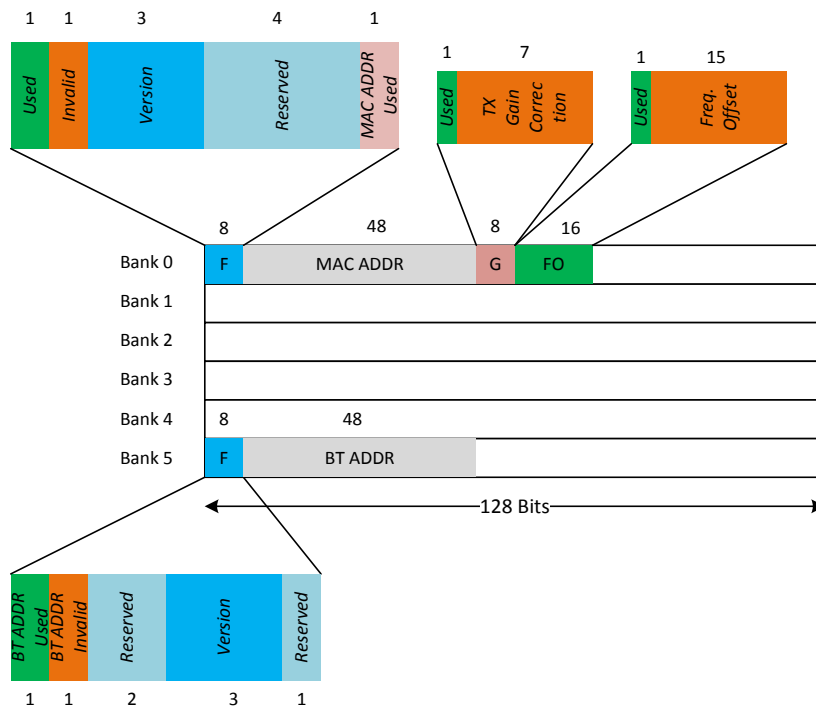 1 1 3 4 1
Used
Invalid
Version
Reserved
MAC ADDR
Used
1 7
Used
TX
Gain
Correc
tion
1 15
Used
Freq.
Offset
8 48 8 16
Bank 0 F MAC ADDR G FO
Bank 1
Bank 2
Bank 3
Bank 4 8 48
Bank 5 F BT ADDR
128 Bits
BT ADDR
Used
BT ADDR
Invalid
Reserved
Version
Reserved
1 1 2 3 1